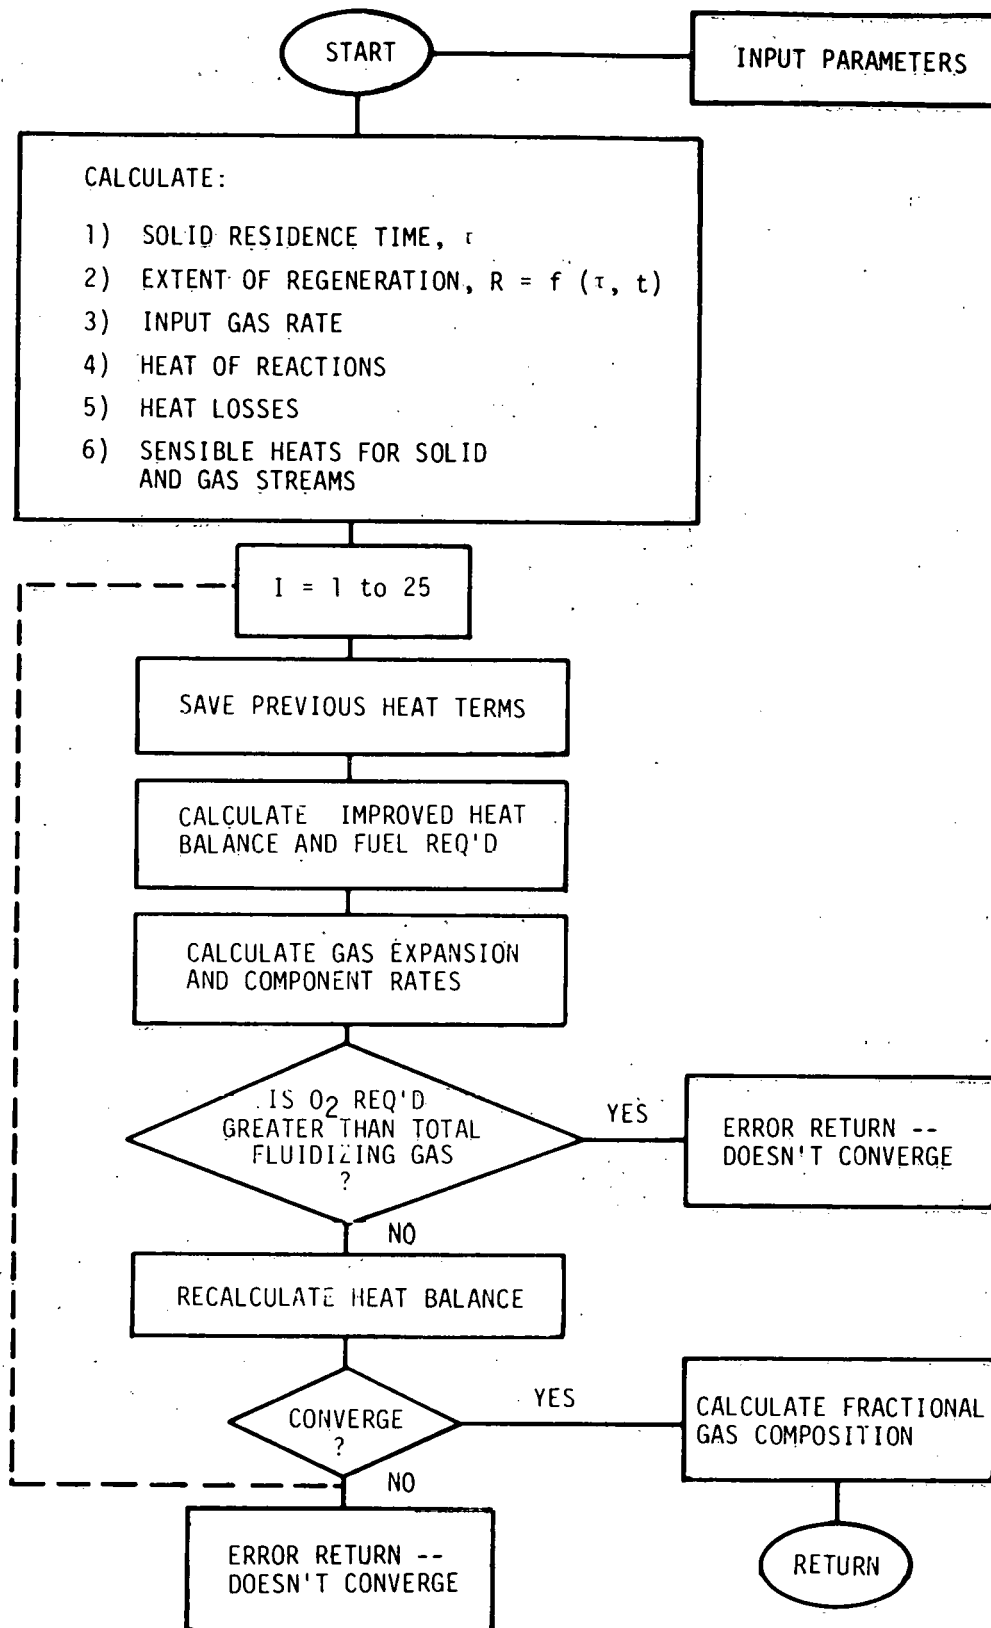 START
INPUT PARAMETERS
CALCULATE:
1) SOLID RESIDENCE TIME, τ
2) EXTENT OF REGENERATION, R = f (τ, t)
3) INPUT GAS RATE
4) HEAT OF REACTIONS
5) HEAT LOSSES
6) SENSIBLE HEATS FOR SOLID
AND GAS STREAMS
I = 1 to 25
SAVE PREVIOUS HEAT TERMS
CALCULATE IMPROVED HEAT
BALANCE AND FUEL REQ'D
CALCULATE GAS EXPANSION
AND COMPONENT RATES
IS O2 REQ'D
GREATER THAN TOTAL
FLUIDIZING GAS
?
YES
ERROR RETURN --
DOESN'T CONVERGE
NO
RECALCULATE HEAT BALANCE
CONVERGE
?
YES
CALCULATE FRACTIONAL
GAS COMPOSITION
NO
ERROR RETURN --
DOESN'T CONVERGE
RETURN